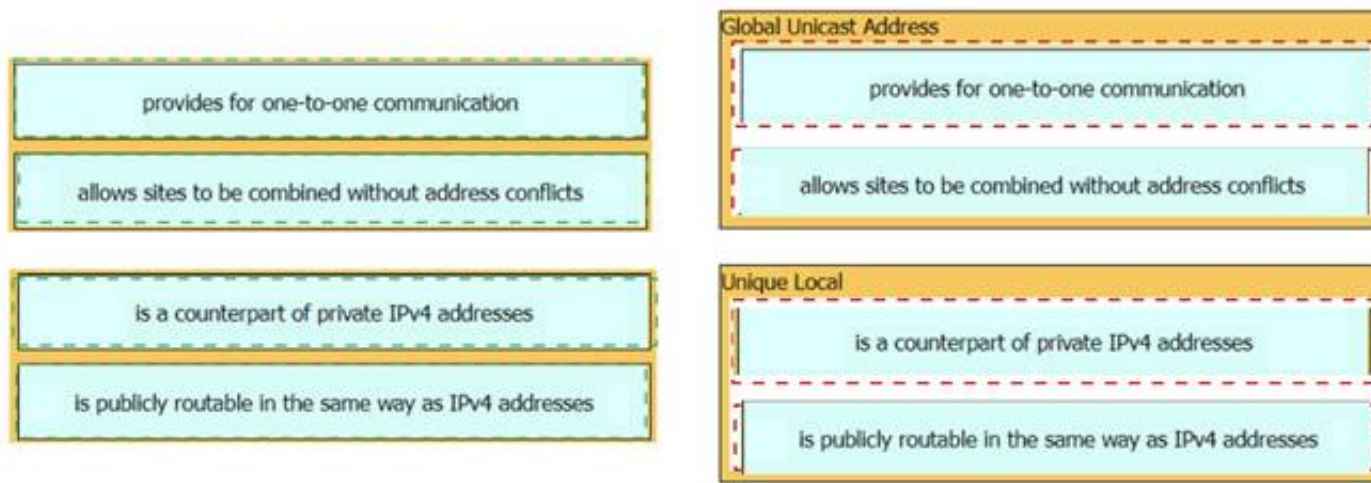 provides for one-to-one communication
allows sites to be combined without address conflicts
is a counterpart of private IPv4 addresses
is publicly routable in the same way as IPv4 addresses
Global Unicast Address
provides for one-to-one communication
allows sites to be combined without address conflicts
Unique Local
is a counterpart of private IPv4 addresses
is publicly routable in the same way as IPv4 addresses